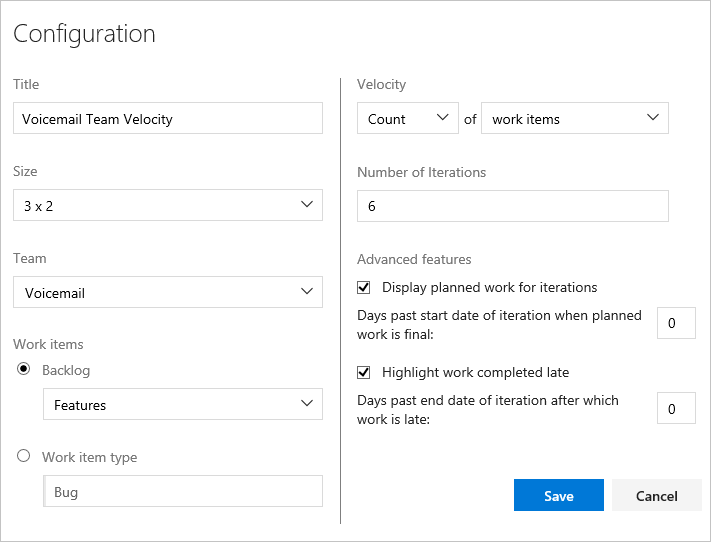 Configuration
Title
Voicemail Team Velocity
Size
3 x 2
Team
Voicemail
Work items
Backlog
Features
Work item type
Bug
Velocity
Count of work items
Number of Iterations
6
Advanced features
Display planned work for iterations
Days past start date of iteration when planned
work is final:
0
Highlight work completed late
Days past end date of iteration after which
work is late:
0
Save Cancel